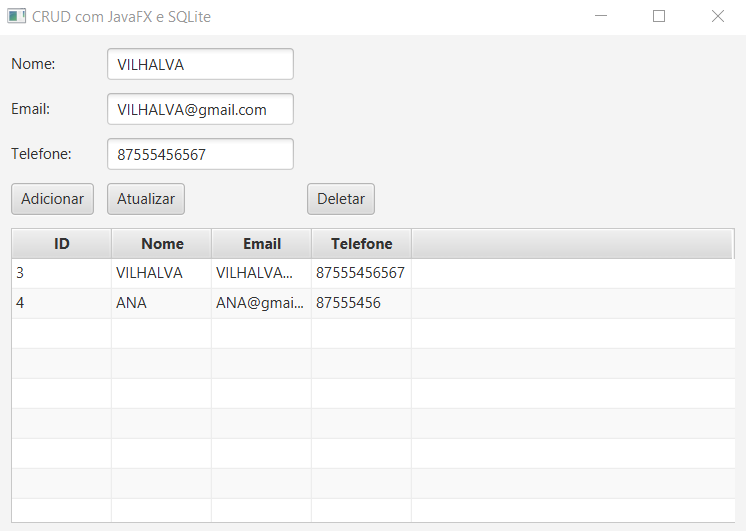 CRUD com JavaFX e SQLite
Nome: VILHALVA
Email: VILHALVA@gmail.com
Telefone: 87555456567
Adicionar Atualizar Deletar
ID Nome Email Telefone
3 VILHALVA VILHALVA... 87555456567
4 ANA ANA@gmai... 87555456